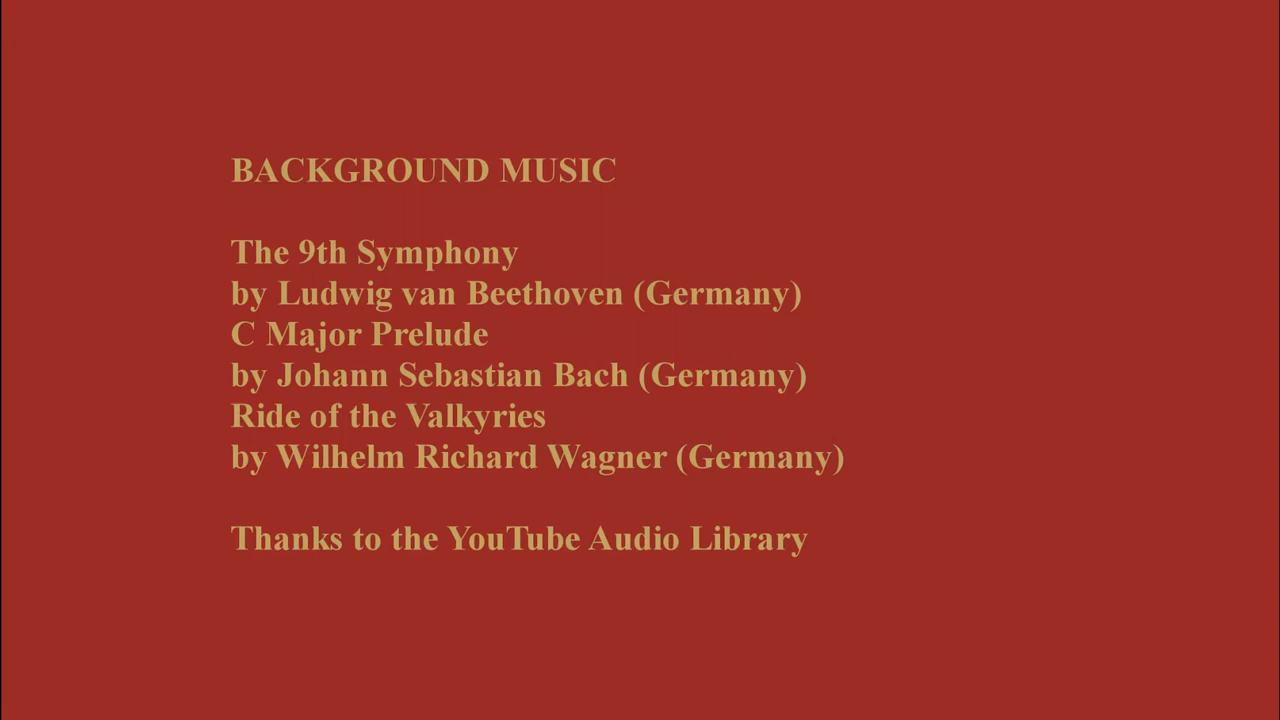 BACKGROUND MUSIC
The 9th Symphony
by Ludwig van Beethoven (Germany)
C Major Prelude
by Johann Sebastian Bach (Germany)
Ride of the Valkyries
by Wilhelm Richard Wagner (Germany)
Thanks to the YouTube Audio Library